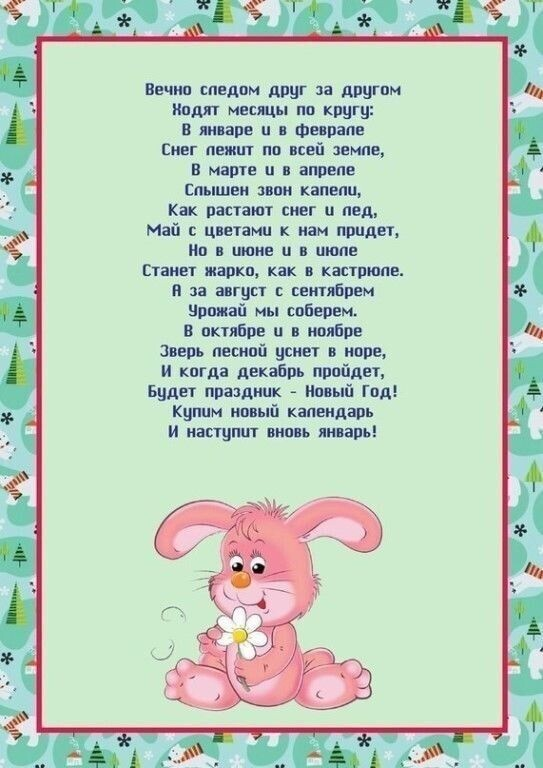 Вечно следом друг за другом
Ходят месяцы по кругу:
В январе и в феврале
Снег лежит по всей земле,
В марте и в апреле
Слышен звон капели,
Как растают снег и лед,
Май с цветами к нам придет,
Но в июне и в июле
Станет жарко, как в кастрюле.
А за август с сентябрем
Урожай мы соберем.
В октябре и в ноябре
Зверь лесной уснет в норе,
И когда декабрь пройдет,
Будет праздник - Новый Год!
Купим новый календарь
И наступит вновь январь!